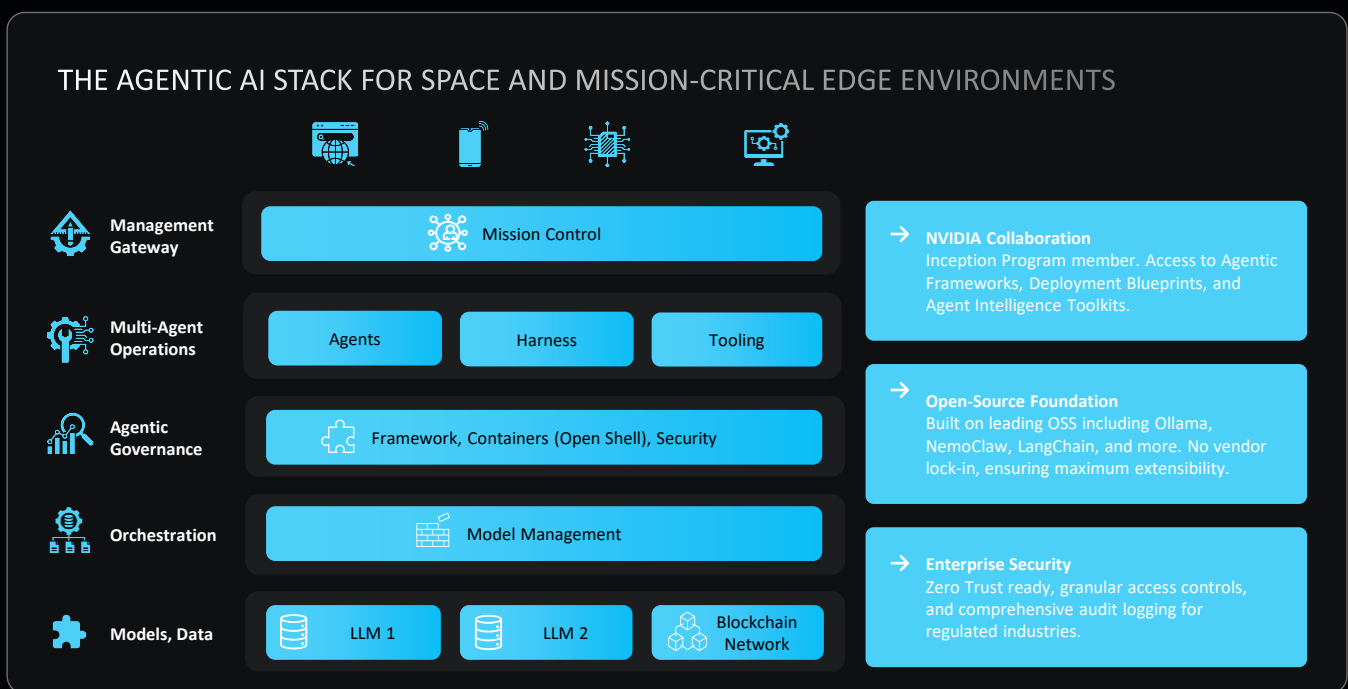 THE AGENTIC AI STACK FOR SPACE AND MISSION-CRITICAL EDGE ENVIRONMENTS
Management
Gateway
Mission Control
Multi-Agent
Operations
Agents
Harness
Tooling
Agentic
Governance
Framework, Containers (Open Shell), Security
Orchestration
Model Management
Models, Data
LLM 1
LLM 2
Blockchain
Network
NVIDIA Collaboration
Inception Program member. Access to Agentic
Frameworks, Deployment Blueprints, and
Agent Intelligence Toolkits.
Open-Source Foundation
Built on leading OSS including Ollama,
NemoClaw, LangChain, and more. No vendor
lock-in, ensuring maximum extensibility.
Enterprise Security
Zero Trust ready, granular access controls,
and comprehensive audit logging for
regulated industries.